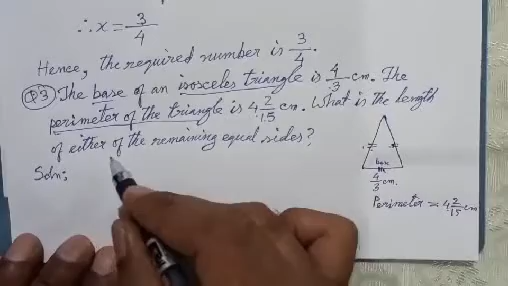 ∴ x = 3/4
Hence, the required number is 3/4.
Q3 The base of an isosceles triangle is 4/3 cm. The
perimeter of the triangle is 4 2/15 cm. What is the length
of either of the remaining equal sides?
Soln;
base
4/3 cm.
Perimeter = 4 2/15 cm